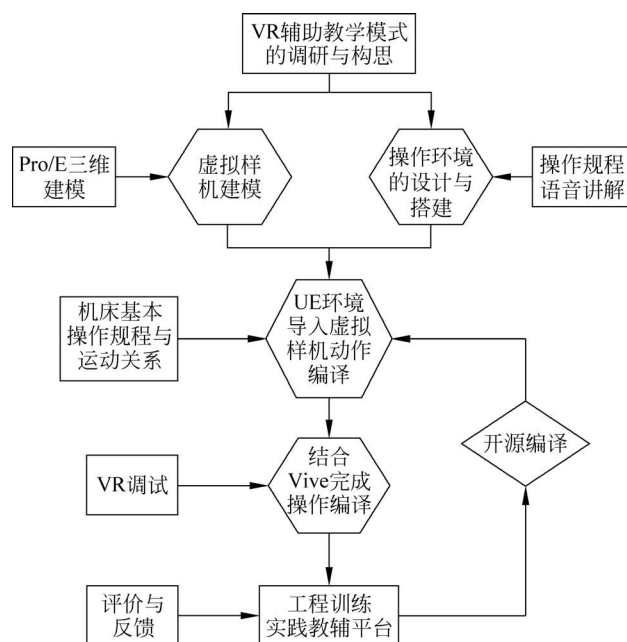 VR辅助教学模式
的调研与构思
Pro/E三维
建模
虚拟样
机建模
操作环境
的设计与
搭建
操作规程
语音讲解
机床基本
操作规程与
运动关系
UE环境
导入虚拟
样机动作
编译
开源编译
VR调试
结合
Vive完成
操作编译
评价与
反馈
工程训练
实践教辅平台